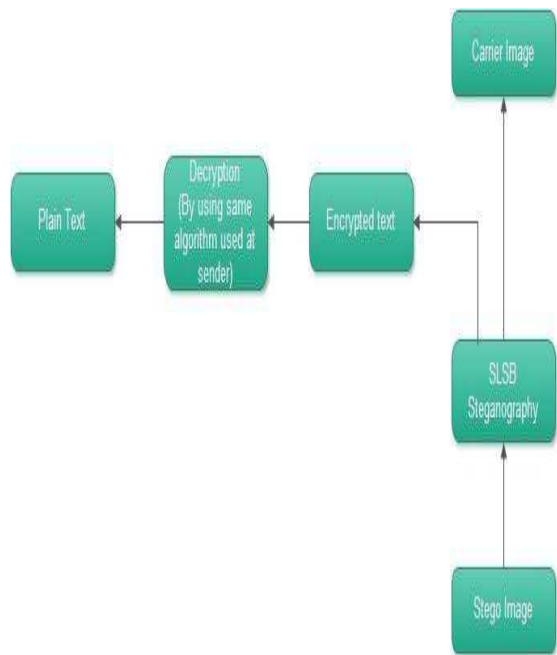 Carrier Image
Plain Text
Decryption
(By using same
algorithm used at
sender)
Encrypted text
SLSB
Steganography
Stego Image